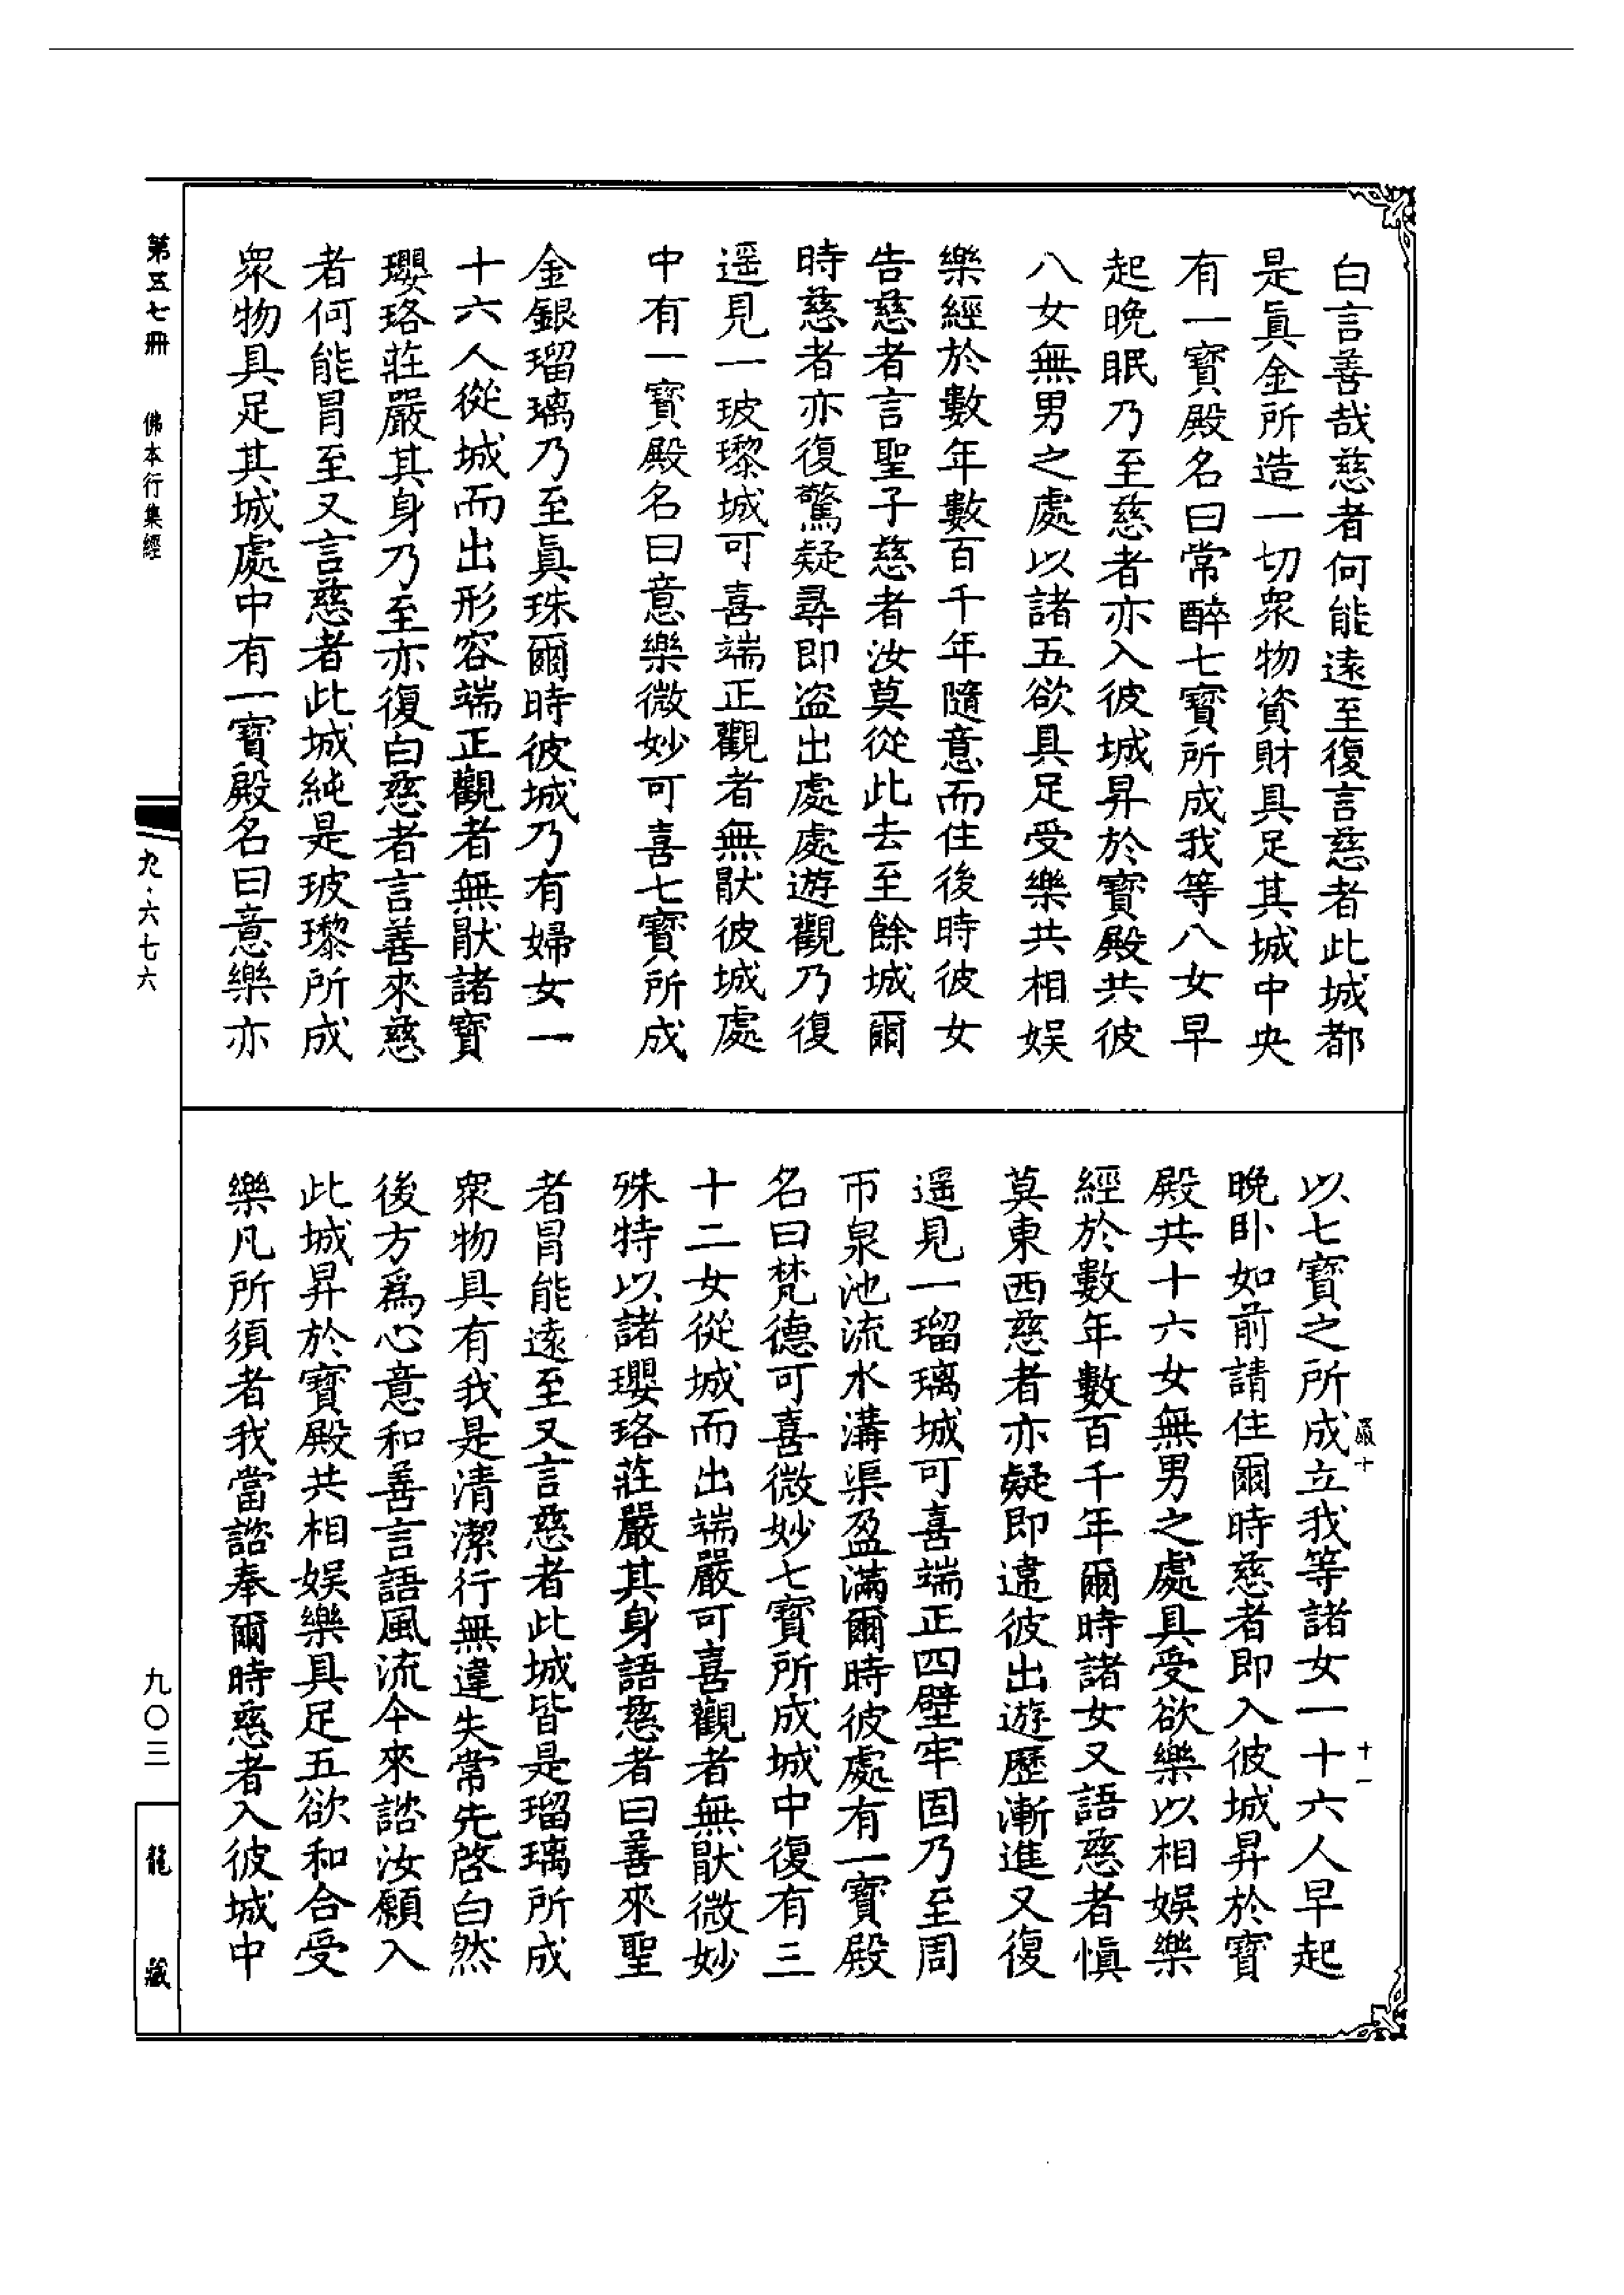 白言善哉慈者何能遠至復言慈者此城都
是眞金所造一切衆物資財具足其城中央
有一寶殿名曰常醉七寶所成我等八女早
起晚眠乃至慈者亦入彼城昇於寶殿共彼
八女無男之處以諸五欲具足受樂共相娱
樂經於數年數百千年隨意而住後時彼女
告慈者言聖子慈者汝莫從此去至餘城爾
時慈者亦復驚疑尋即盗出處處遊觀乃復
遥見一玻瓈城可喜端正觀者無猒彼城處
中有一寶殿名曰意樂微妙可喜七寶所成
金銀瑠璃乃至眞珠爾時彼城乃有婦女一
十六人從城而出形容端正觀者無猒諸寶
瓔珞莊嚴其身乃至亦復白慈者言善來慈
者何能冐至又言慈者此城純是玻瓈所成
衆物具足其城處中有一寶殿名曰意樂亦
以七寶之所成立我等諸女一十六人早起
晚卧如前請住爾時慈者即入彼城昇於寶
殿共十六女無男之處具受欲樂以相娱樂
經於數年數百千年爾時諸女又語慈者愼
莫東西慈者亦疑即違彼出遊歷漸進又復
遥見一瑠璃城可喜端正四壁牢固乃至周
帀泉池流水溝渠盈滿爾時彼處有一寶殿
名曰梵德可喜微妙七寶所成城中復有三
十二女從城而出端嚴可喜觀者無猒微妙
殊特以諸瓔珞莊嚴其身語慈者曰善來聖
者冐能遠至又言慈者此城皆是瑠璃所成
衆物具有我是清潔行無違失常先啓白然
後方爲心意和善言語風流今來諮汝願入
此城昇於寶殿共相娱樂具足五欲和合受
樂凡所須者我當諮奉爾時慈者入彼城中
十
十一
第五七冊
佛本行集經
九·六七六
九〇三
龍藏